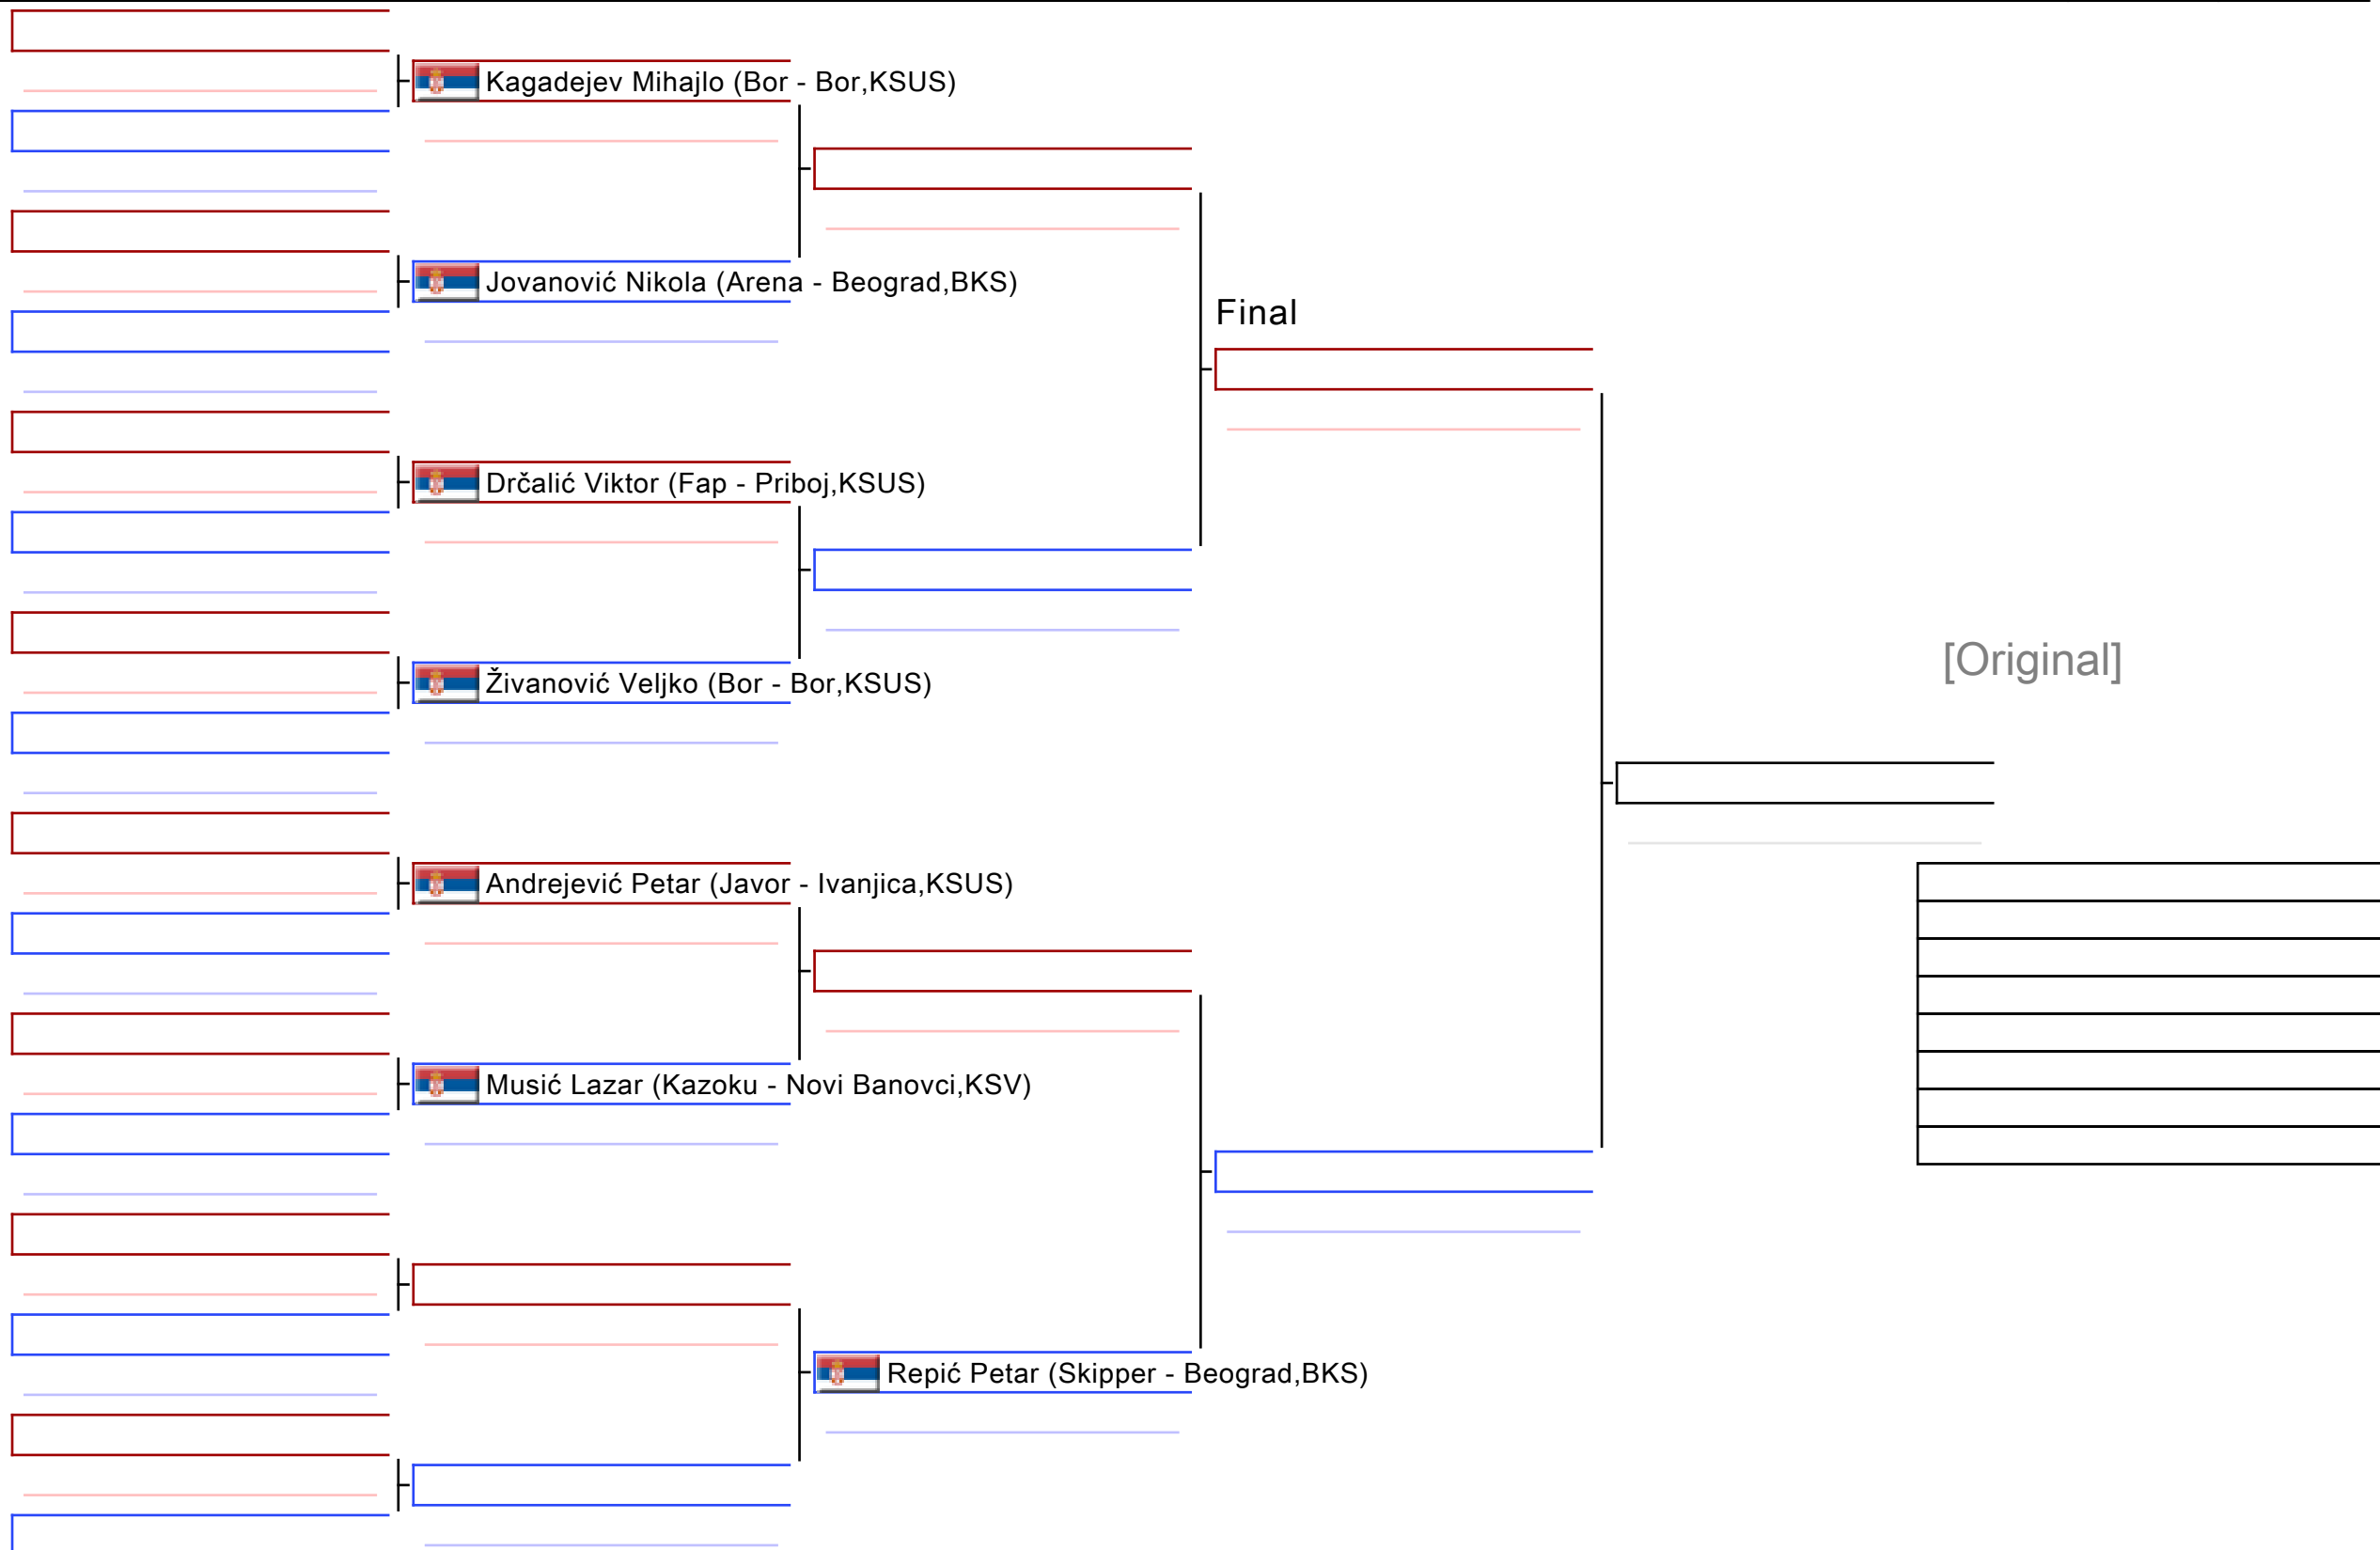 Kagadejev Mihajlo (Bor - Bor,KSUS)
Jovanović Nikola (Arena - Beograd,BKS)
Final
Drčalić Viktor (Fap - Priboj,KSUS)
[Original]
Živanović Veljko (Bor - Bor,KSUS)
Andrejević Petar (Javor - Ivanjica,KSUS)
Musić Lazar (Kazoku - Novi Banovci,KSV)
Repić Petar (Skipper - Beograd,BKS)